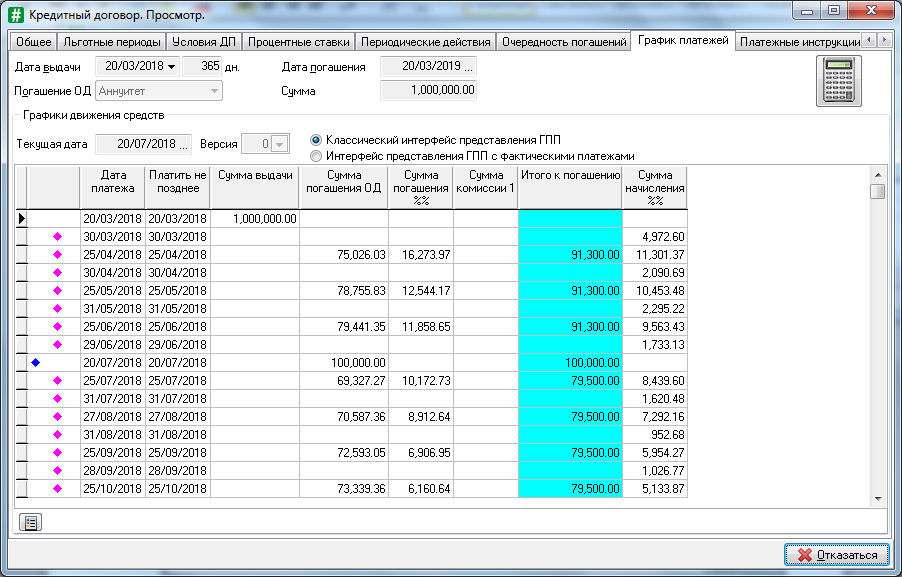 Кредитный договор. Просмотр.
Общее Льготные периоды Условия ДП Процентные ставки Периодические действия Очередность погашений График платежей Платежные инструкции
Дата выдачи 20/03/2018 365 дн. Дата погашения 20/03/2019 ...
Погашение ОД Аннуитет Сумма 1,000,000.00
Графики движения средств
Текущая дата 20/07/2018 ... Версия 0 Классический интерфейс представления ГПП
Интерфейс представления ГПП с фактическими платежами
Дата платежа Платить не позднее Сумма выдачи Сумма погашения ОД Сумма погашения %% Сумма комиссии 1 Итого к погашению Сумма начисления %%
20/03/2018 20/03/2018 1,000,000.00
30/03/2018 30/03/2018 4,972.60
25/04/2018 25/04/2018 75,026.03 16,273.97 91,300.00 11,301.37
30/04/2018 30/04/2018 2,090.69
25/05/2018 25/05/2018 78,755.83 12,544.17 91,300.00 10,453.48
31/05/2018 31/05/2018 2,295.22
25/06/2018 25/06/2018 79,441.35 11,858.65 91,300.00 9,563.43
29/06/2018 29/06/2018 1,733.13
20/07/2018 20/07/2018 100,000.00 100,000.00
25/07/2018 25/07/2018 69,327.27 10,172.73 79,500.00 8,439.60
31/07/2018 31/07/2018 1,620.48
27/08/2018 27/08/2018 70,587.36 8,912.64 79,500.00 7,292.16
31/08/2018 31/08/2018 952.68
25/09/2018 25/09/2018 72,593.05 6,906.95 79,500.00 5,954.27
28/09/2018 28/09/2018 1,026.77
25/10/2018 25/10/2018 73,339.36 6,160.64 79,500.00 5,133.87
Отказаться